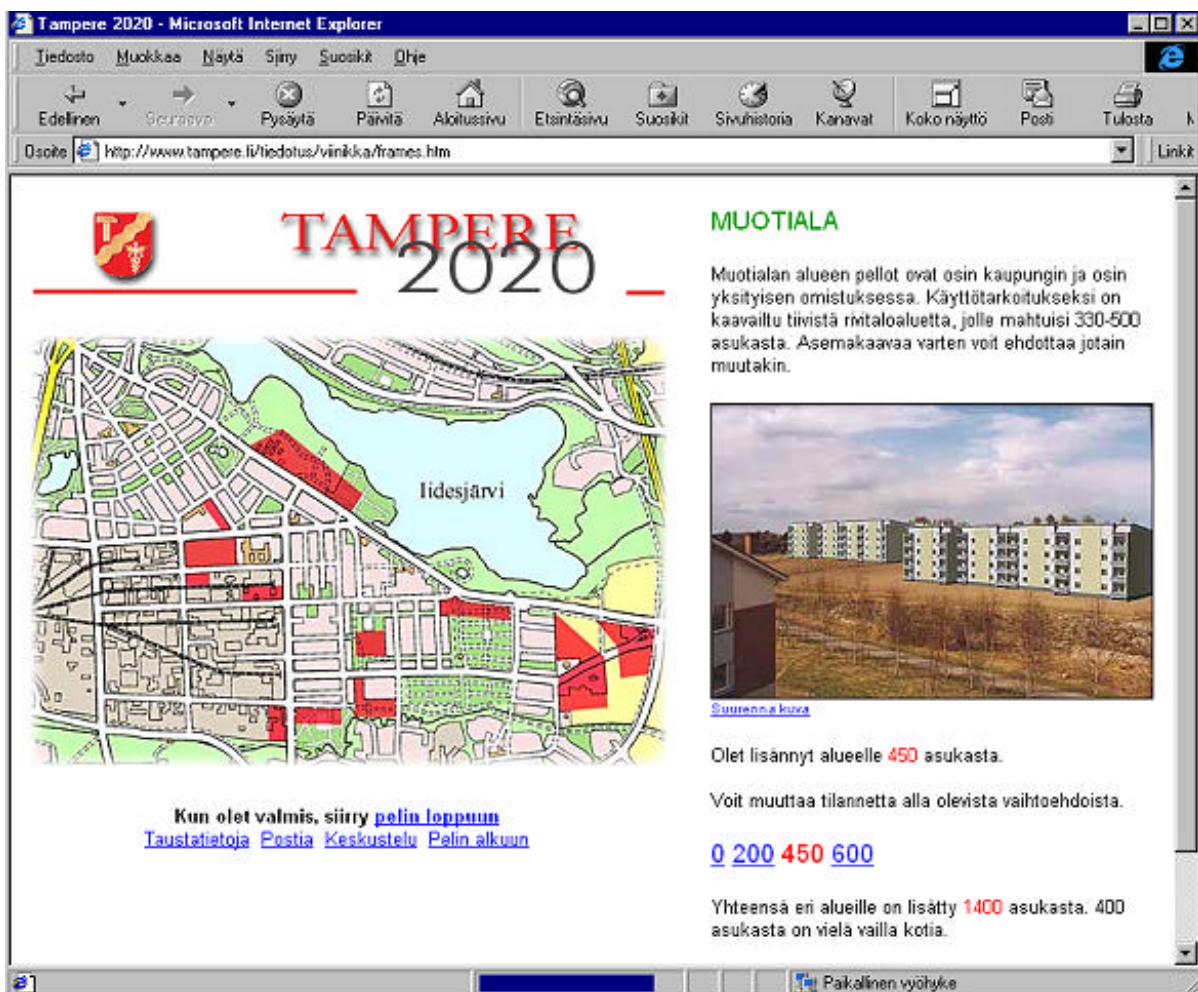 Tampere 2020 - Microsoft Internet Explorer
Tiedosto Muokkaa Näytä Siirry Suosikit Ohje
Edellinen Seuraava Pysäytä Päivitä Aloitussivu Etsintäsivu Suosikit Sivuhistoria Kanavat Koko näyttö Posti Tulosta
Osoite http://www.tampere.fi/tiedotus/viinikka/frames.htm Linkit
T
TAMPERE
2020
Iidesjärvi
Kun olet valmis, siirry pelin loppuun
Taustatietoja Postia Keskustelu Pelin alkuun
MUOTIALA
Muotialan alueen pellot ovat osin kaupungin ja osin
yksityisen omistuksessa. Käyttötarkoitukseksi on
kaavailtu tiivistä rivitaloaluetta, jolle mahtuisi 330-500
asukasta. Asemakaavaa varten voit ehdottaa jotain
muutakin.
Suurenna kuva
Olet lisännyt alueelle 450 asukasta.
Voit muuttaa tilannetta alla olevista vaihtoehdoista.
0 200 450 600
Yhteensä eri alueille on lisätty 1400 asukasta. 400
asukasta on vielä vailla kotia.
Paikallinen vyöhyke